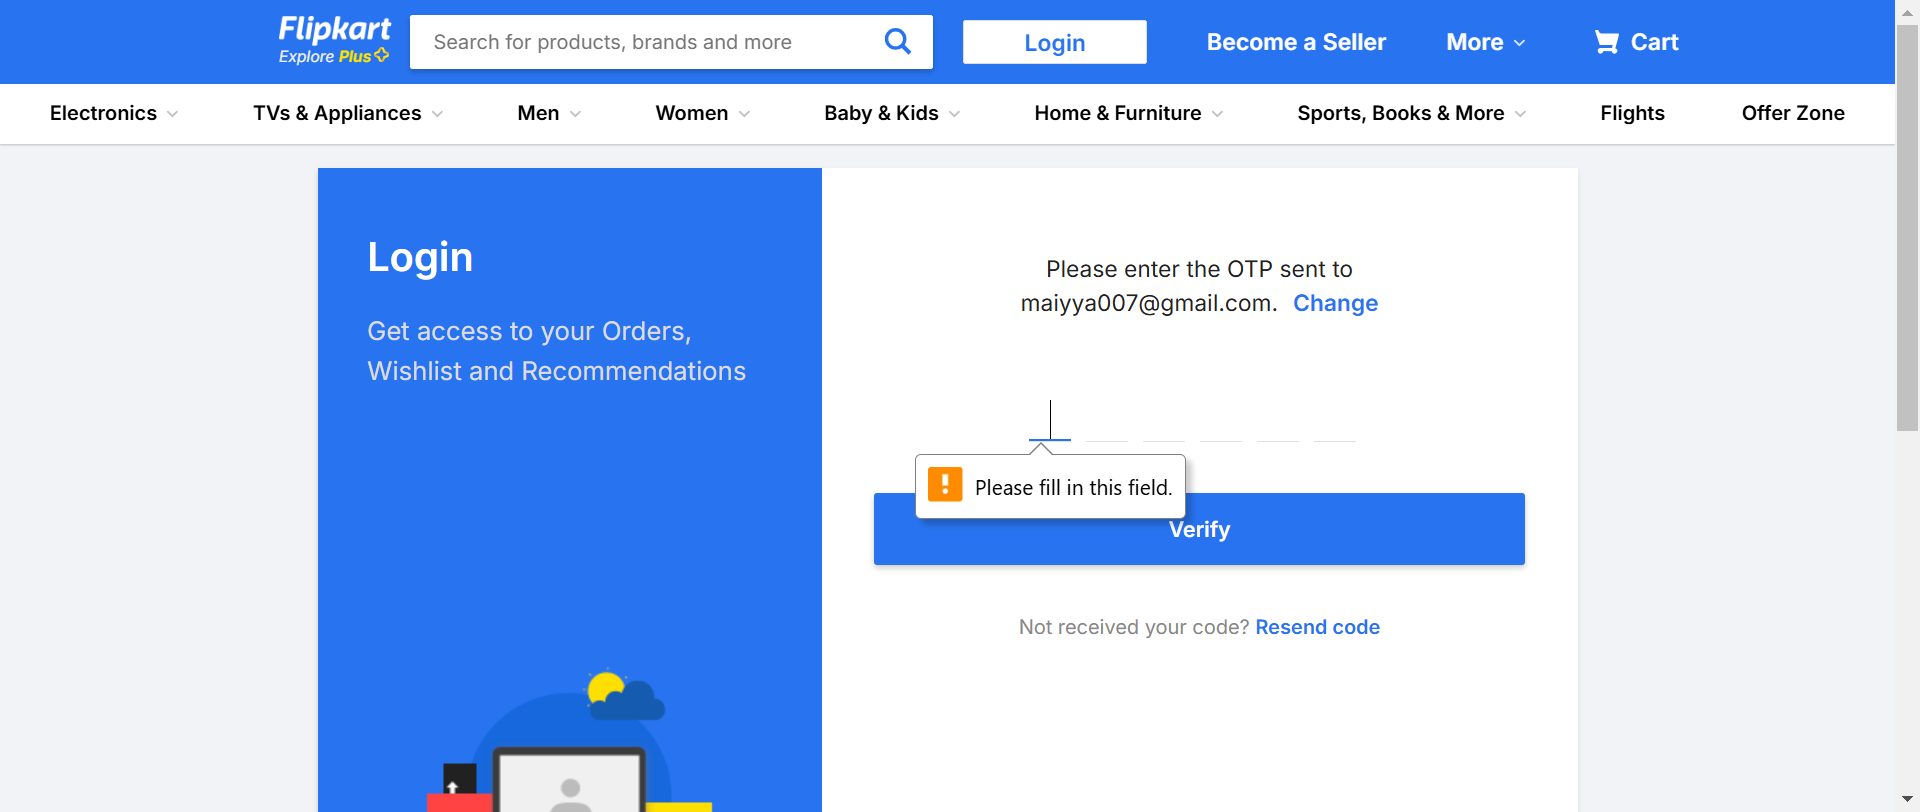 Flipkart
Explore Plus
Search for products, brands and more
Login
Become a Seller
More
Cart
Electronics
TVs & Appliances
Men
Women
Baby & Kids
Home & Furniture
Sports, Books & More
Flights
Offer Zone
Login
Get access to your Orders,
Wishlist and Recommendations
Please enter the OTP sent to
maiyya007@gmail.com. Change
Please fill in this field.
Verify
Not received your code? Resend code